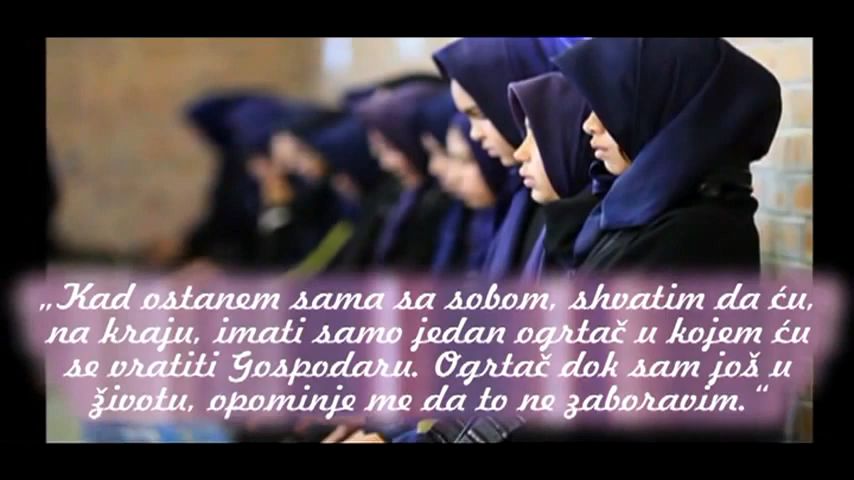 „Kad ostanem sama sa sobom, shvatim da ću,
na kraju, imati samo jedan ogrtač u kojem ću
se vratiti Gospodaru. Ogrtač dok sam još u
životu, opominje me da to ne zaboravim.“